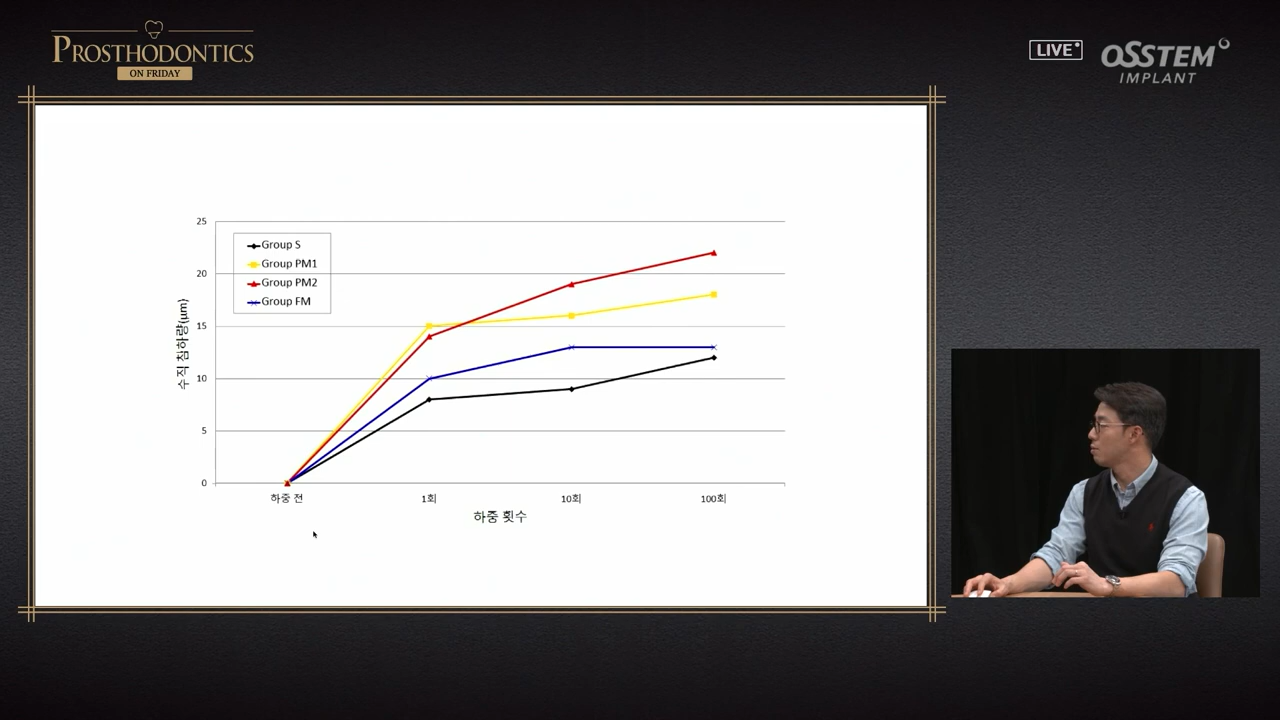 PROSTHODONTICS
ON FRIDAY
LIVE
OSSTEM
IMPLANT
25
20
15
10
5
0
수직 침하량(μm)
Group S
Group PM1
Group PM2
Group FM
하중 전
1회
10회
100회
하중 횟수